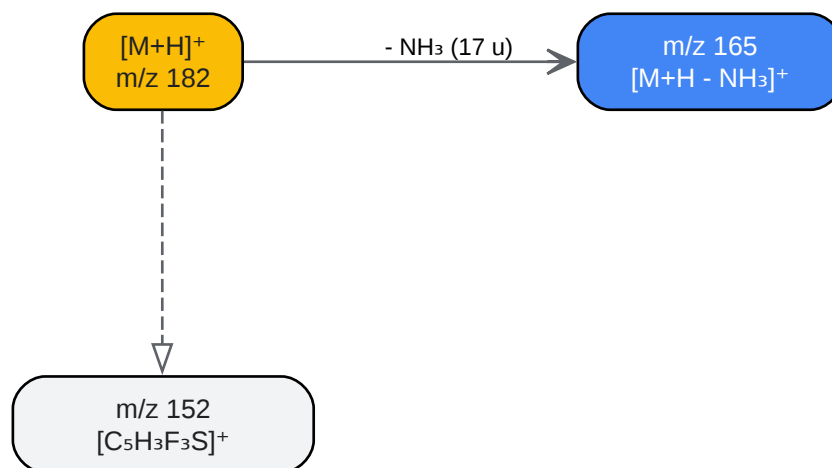 [M+H]⁺
m/z 182
- NH₃ (17 u)
m/z 165
[M+H - NH₃]⁺
m/z 152
[C₅H₃F₃S]⁺